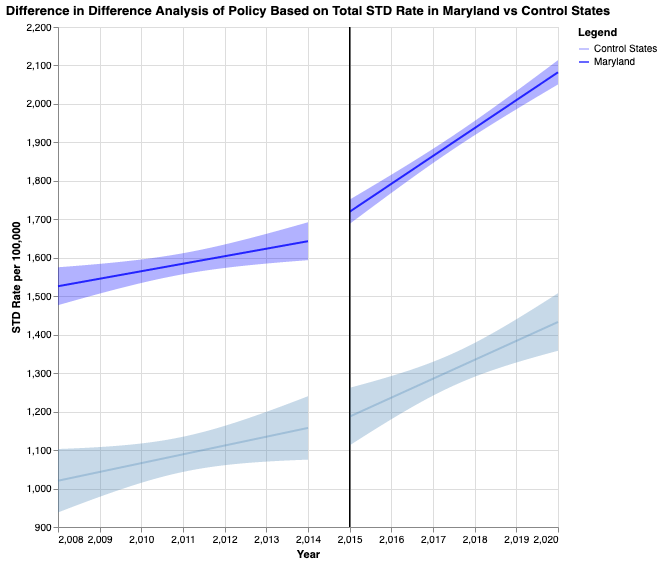 Difference in Difference Analysis of Policy Based on Total STD Rate in Maryland vs Control States
Legend
Control States
Maryland
STD Rate per 100,000
2,200
2,100
2,000
1,900
1,800
1,700
1,600
1,500
1,400
1,300
1,200
1,100
1,000
900
2,008 2,009 2,010 2,011 2,012 2,013 2,014 2,015 2,016 2,017 2,018 2,019 2,020
Year